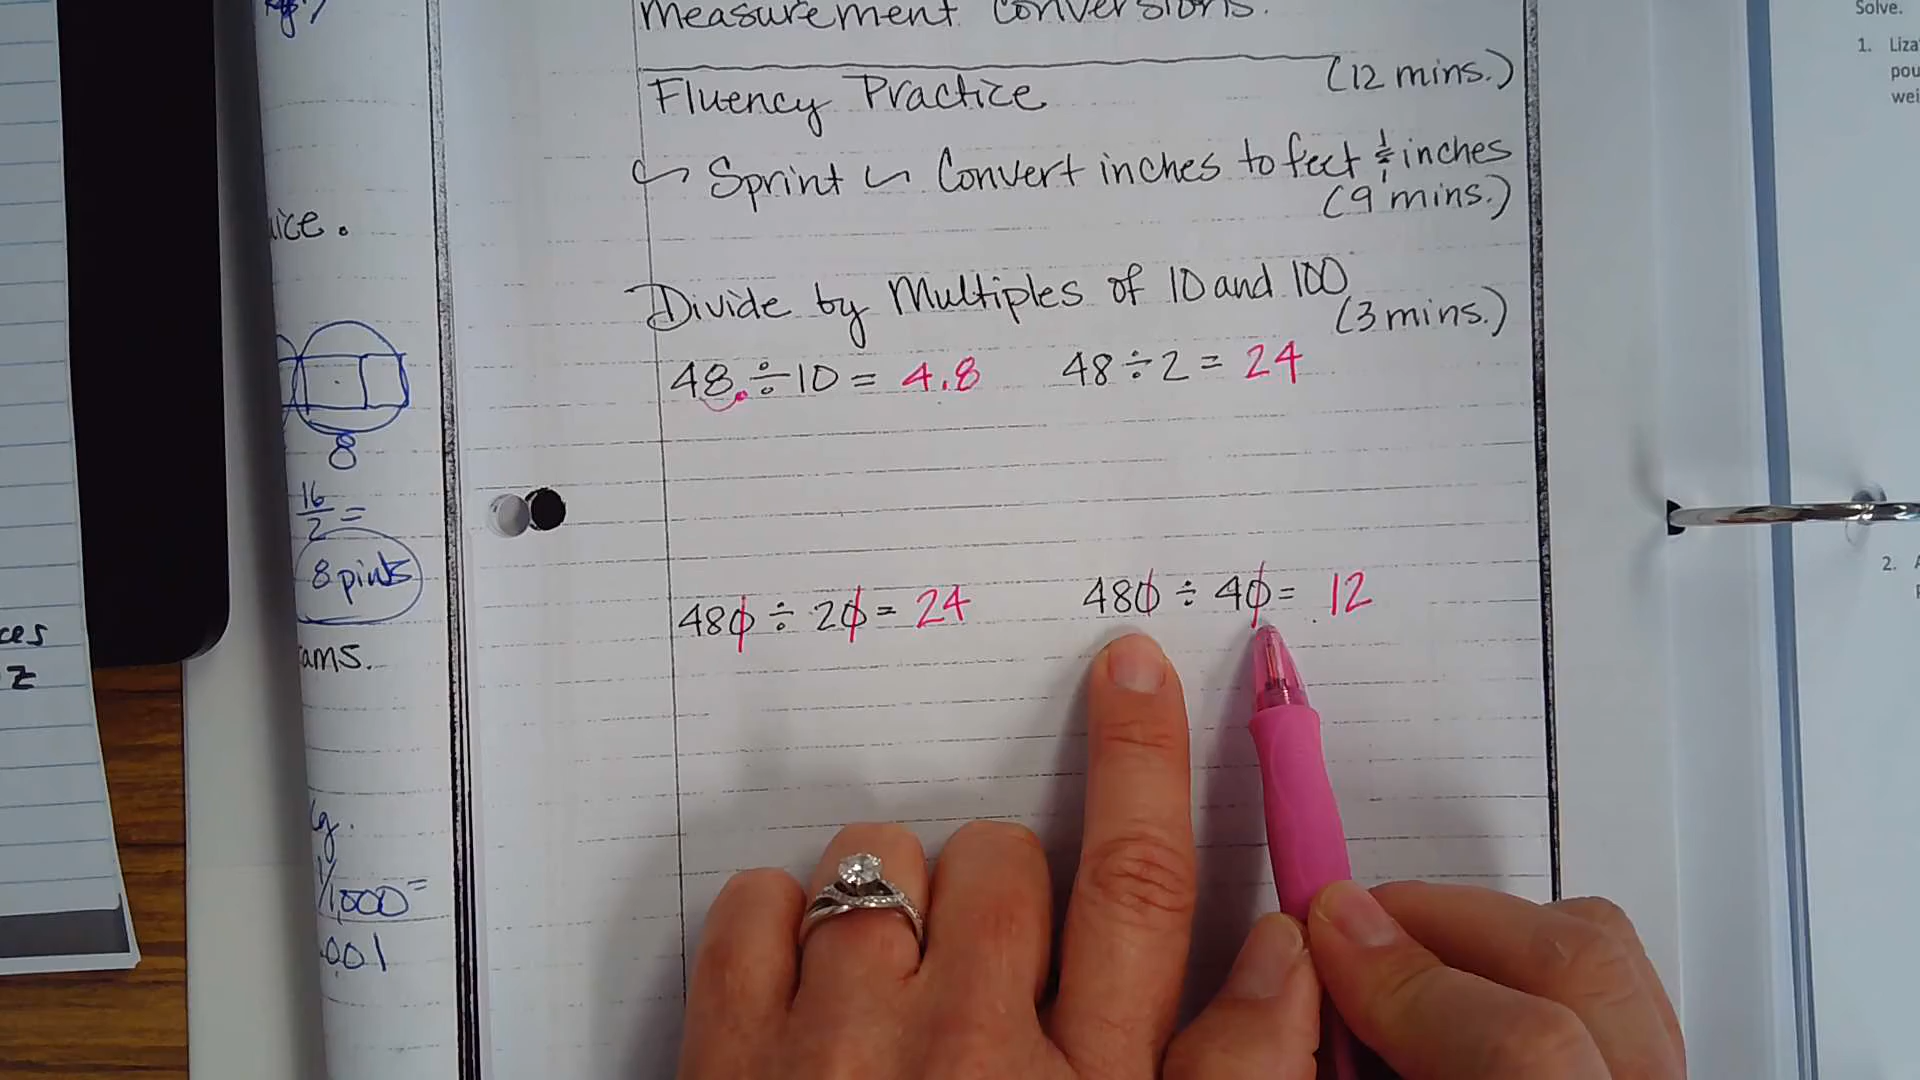 Measurement Conversions.
Fluency Practice (12 mins.)
Sprint Convert inches to feet & inches
(9 mins.)
Divide by Multiples of 10 and 100
(3 mins.)
48. ÷ 10 = 4.8 48 ÷ 2 = 24
480 ÷ 20 = 24 480 ÷ 40 = 12
8
16
2 =
8 pints
ams.
1/1,000 =
.001
z
Solve.
1. Liza
pou
wei
2. A